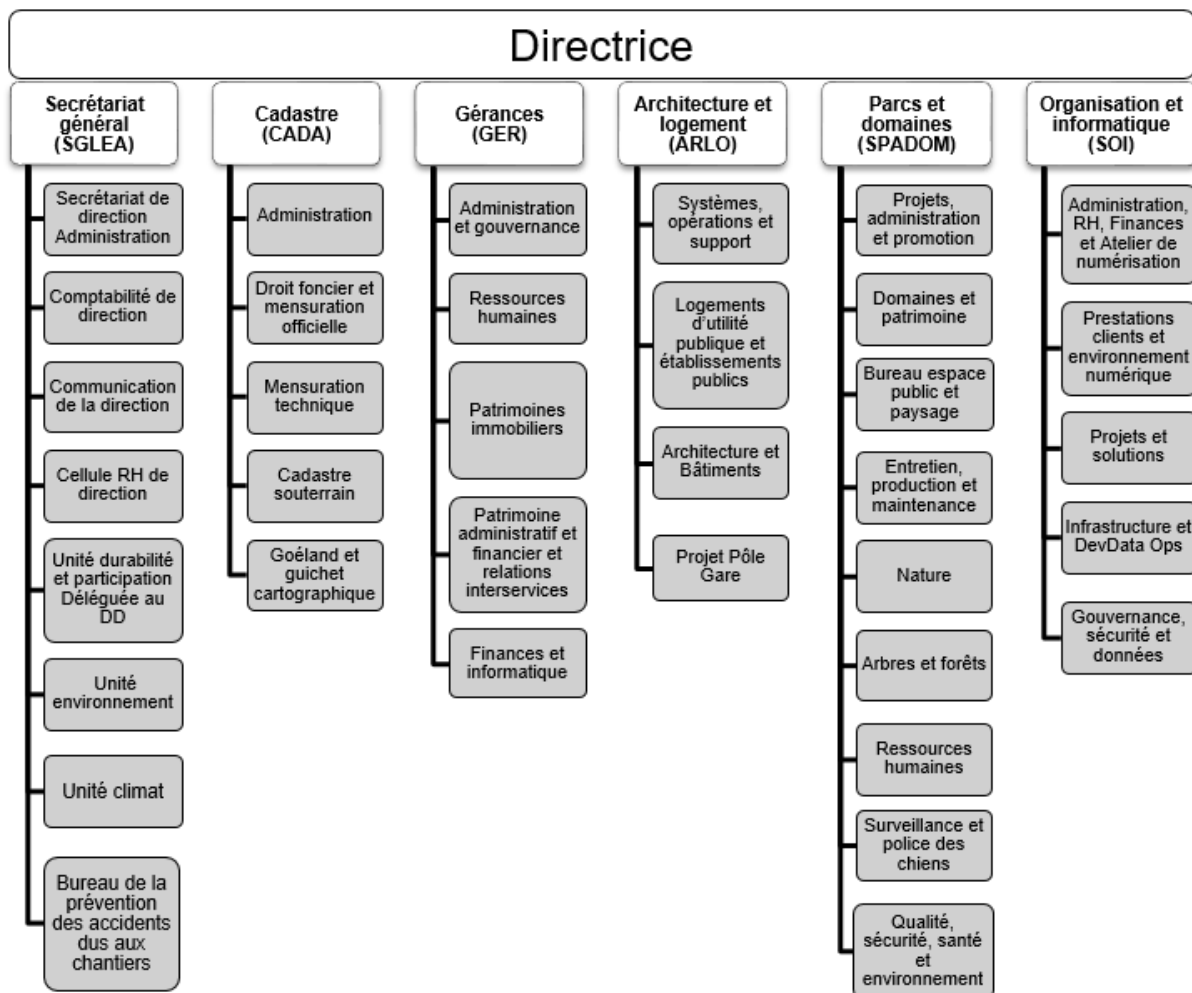 Directrice
Secrétariat
général
(SGLEA)
Secrétariat de
direction
Administration
Comptabilité de
direction
Communication
de la direction
Cellule RH de
direction
Unité durabilité
et participation
Déléguée au
DD
Unité
environnement
Unité climat
Bureau de la
prévention
des accidents
dus aux
chantiers
Cadastre
(CADA)
Administration
Droit foncier et
mensuration
officielle
Mensuration
technique
Cadastre
souterrain
Goéland et
guichet
cartographique
Gérances
(GER)
Administration
et gouvernance
Ressources
humaines
Patrimoines
immobiliers
Patrimoine
administratif et
financier et
relations
interservices
Finances et
informatique
Architecture et
logement
(ARLO)
Systèmes,
opérations et
support
Logements
d'utilité
publique et
établissements
publics
Architecture et
Bâtiments
Projet Pôle
Gare
Parcs et
domaines
(SPADOM)
Projets,
administration
et promotion
Domaines et
patrimoine
Bureau espace
public et
paysage
Entretien,
production et
maintenance
Nature
Arbres et forêts
Ressources
humaines
Surveillance et
police des
chiens
Qualité,
sécurité, santé
et
environnement
Organisation et
informatique
(SOI)
Administration,
RH, Finances
et Atelier de
numérisation
Prestations
clients et
environnement
numérique
Projets et
solutions
Infrastructure et
DevData Ops
Gouvernance,
sécurité et
données